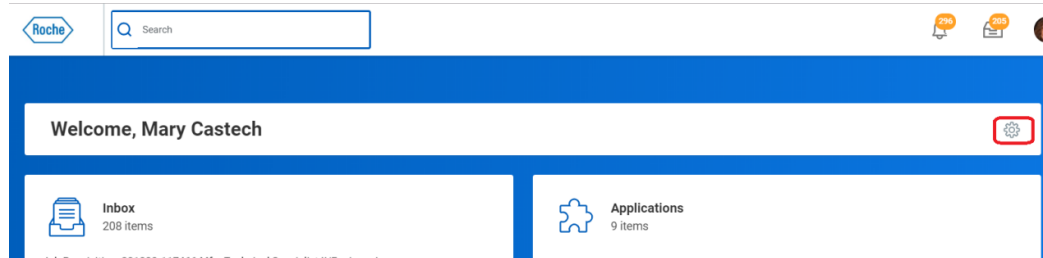 Roche
Search
296
205
Welcome, Mary Castech
Inbox
208 items
Applications
9 items